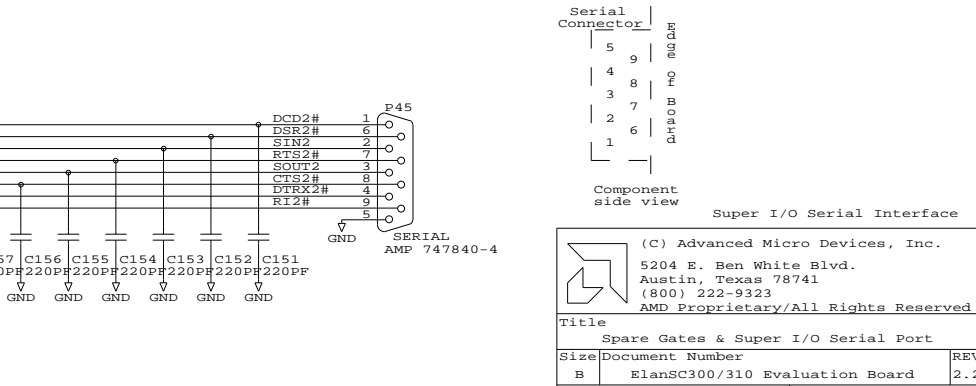 Serial
Connector
5
9
4
8
3
7
2
6
1
Edge of Board
Component
side view
P45
DCD2# 1
DSR2# 6
SIN2 2
RTS2# 7
SOUT2 3
CTS2# 8
DTRX2# 4
RI2# 9
5
GND
SERIAL
AMP 747840-4
57 C156 C155 C154 C153 C152 C151
0PF 220PF 220PF 220PF 220PF 220PF 220PF
GND GND GND GND GND GND
Super I/O Serial Interface
(C) Advanced Micro Devices, Inc.
5204 E. Ben White Blvd.
Austin, Texas 78741
(800) 222-9323
AMD Proprietary/All Rights Reserved
Title
Spare Gates & Super I/O Serial Port
Size Document Number REV
B ElanSC300/310 Evaluation Board 2.2